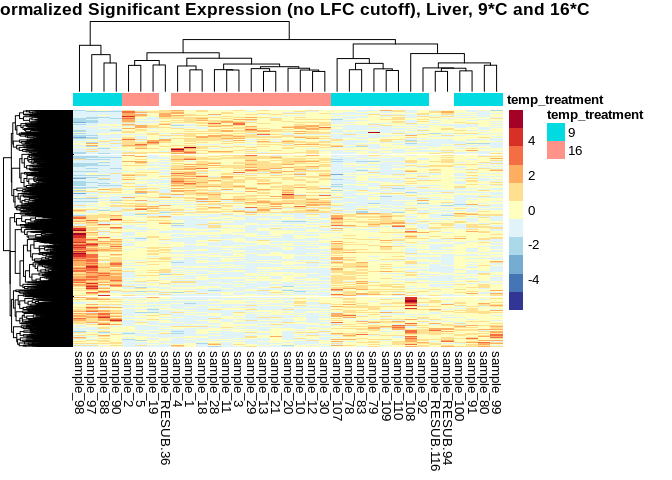 ormalized Significant Expression (no LFC cutoff), Liver, 9*C and 16*C
temp_treatment
temp_treatment
9
16
4
2
0
-2
-4
sample_98
sample_97
sample_88
sample_90
sample_2
sample_5
sample_19
sample_RESUB.36
sample_4
sample_1
sample_18
sample_28
sample_11
sample_3
sample_29
sample_13
sample_21
sample_20
sample_10
sample_12
sample_30
sample_107
sample_78
sample_83
sample_79
sample_109
sample_110
sample_108
sample_92
sample_RESUB.116
sample_RESUB.94
sample_100
sample_91
sample_80
sample_99